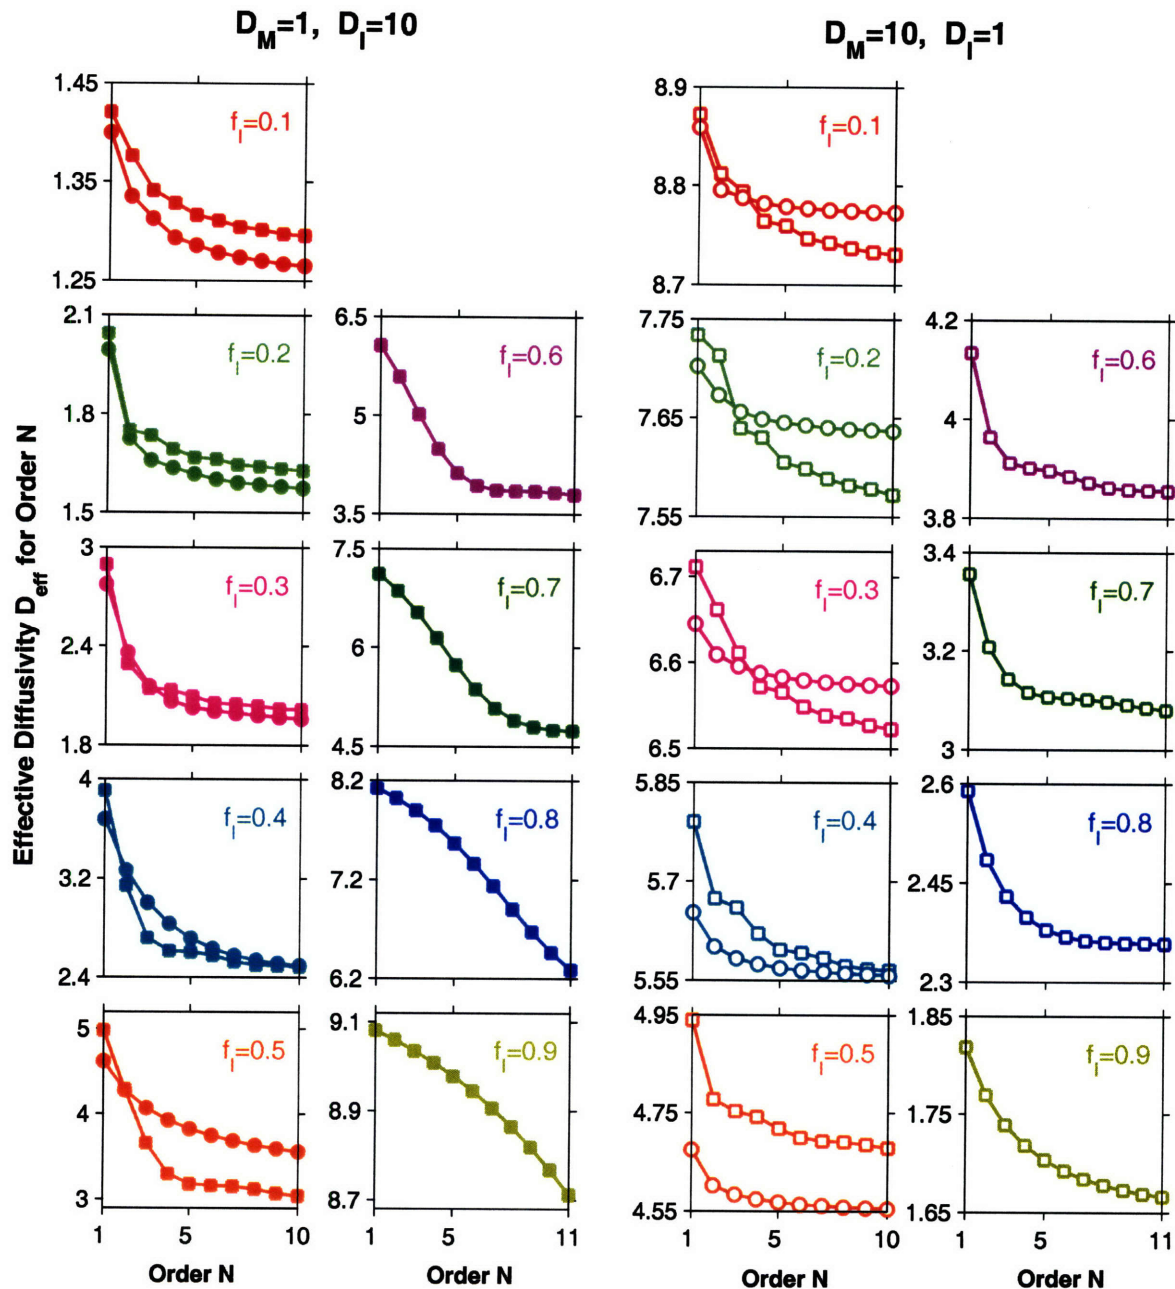 D_M=1, D_I=10
D_M=10, D_I=1
Effective Diffusivity D_eff for Order N
1.45
1.35
1.25
f_I=0.1
8.9
8.8
8.7
f_I=0.1
2.1
1.8
1.5
f_I=0.2
6.5
5
3.5
f_I=0.6
7.75
7.65
7.55
f_I=0.2
4.2
4
3.8
f_I=0.6
3
2.4
1.8
f_I=0.3
7.5
6
4.5
f_I=0.7
6.7
6.6
6.5
f_I=0.3
3.4
3.2
3
f_I=0.7
4
3.2
2.4
f_I=0.4
8.2
7.2
6.2
f_I=0.8
5.85
5.7
5.55
f_I=0.4
2.6
2.45
2.3
f_I=0.8
5
4
3
f_I=0.5
9.1
8.9
8.7
f_I=0.9
4.95
4.75
4.55
f_I=0.5
1.85
1.75
1.65
f_I=0.9
1 5 10
1 5 11
1 5 10
1 5 11
Order N
Order N
Order N
Order N